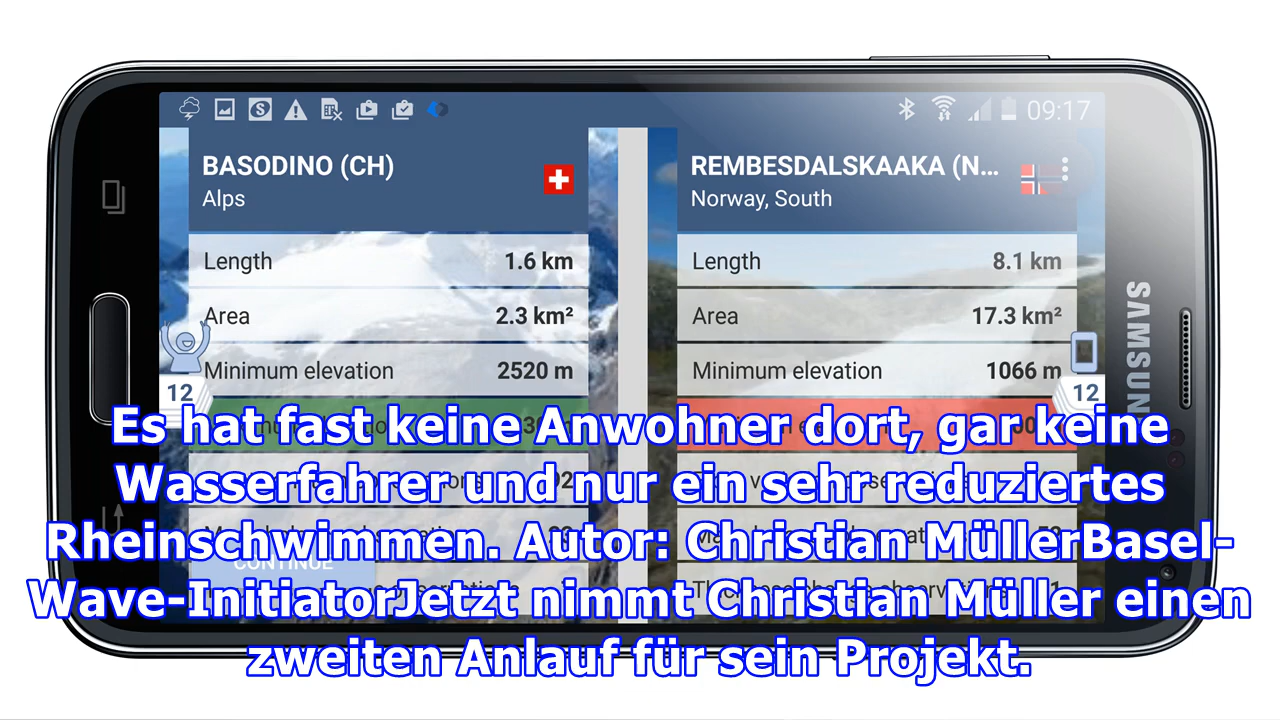 09:17
BASODINO (CH)
Alps
Length 1.6 km
Area 2.3 km²
Minimum elevation 2520 m
12
REMBESDALSKAAKA (N...
Norway, South
Length 8.1 km
Area 17.3 km²
Minimum elevation 1066 m
12
CONTINUE
SAMSUNG
Es hat fast keine Anwohner dort, gar keine
Wasserfahrer und nur ein sehr reduziertes
Rheinschwimmen. Autor: Christian MüllerBasel-
Wave-InitiatorJetzt nimmt Christian Müller einen
zweiten Anlauf für sein Projekt.